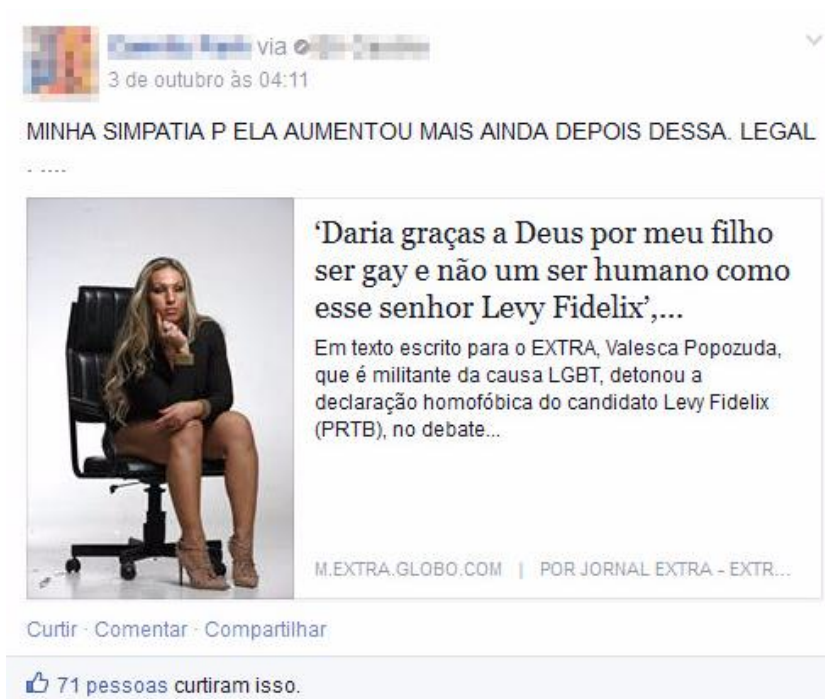 via
3 de outubro às 04:11
MINHA SIMPATIA P ELA AUMENTOU MAIS AINDA DEPOIS DESSA. LEGAL
. ....
‘Daria graças a Deus por meu filho
ser gay e não um ser humano como
esse senhor Levy Fidelix’,...
Em texto escrito para o EXTRA, Valesca Popozuda,
que é militante da causa LGBT, detonou a
declaração homofóbica do candidato Levy Fidelix
(PRTB), no debate...
M.EXTRA.GLOBO.COM | POR JORNAL EXTRA - EXTR...
Curtir · Comentar · Compartilhar
71 pessoas curtiram isso.